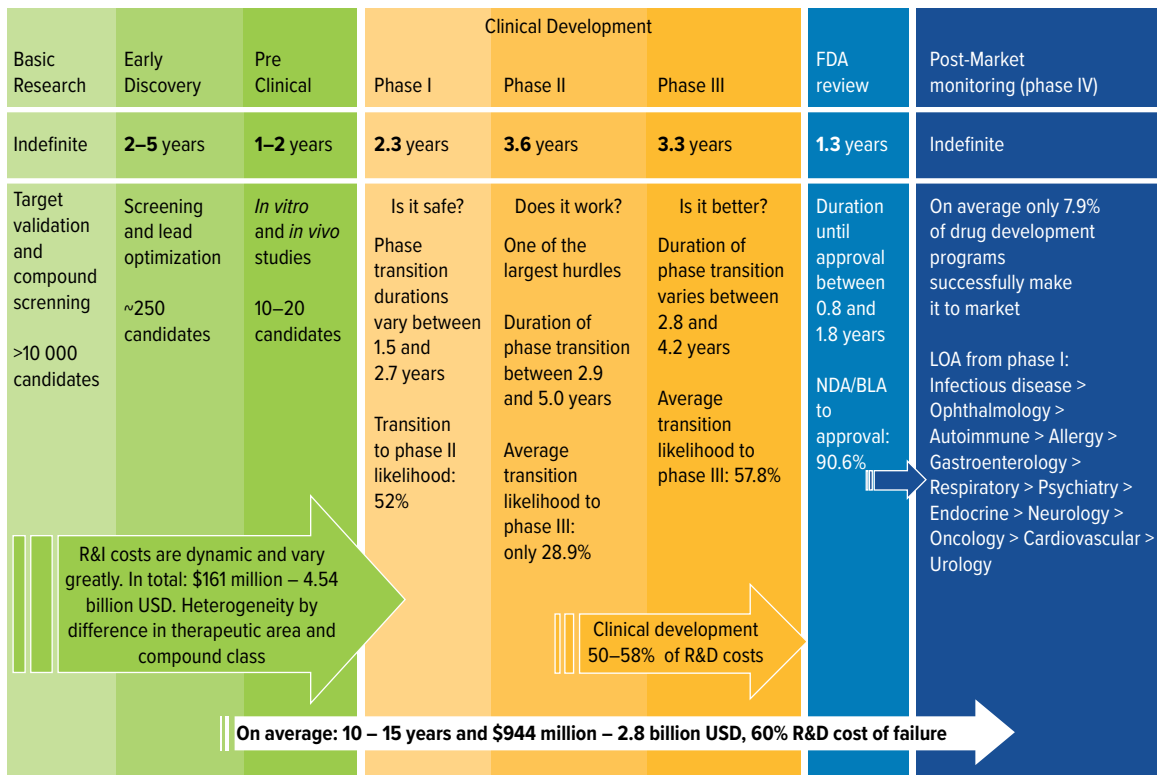 Basic
Research
Early
Discovery
Pre
Clinical
Clinical Development
Phase I
Phase II
Phase III
FDA
review
Post-Market
monitoring (phase IV)
Indefinite
2–5 years
1–2 years
2.3 years
3.6 years
3.3 years
1.3 years
Indefinite
Target
validation
and
compound
screnning
>10 000
candidates
Screening
and lead
optimization
~250
candidates
In vitro
and in vivo
studies
10–20
candidates
Is it safe?
Phase
transition
durations
vary between
1.5 and
2.7 years
Transition
to phase II
likelihood:
52%
Does it work?
One of the
largest hurdles
Duration of
phase transition
between 2.9
and 5.0 years
Average
transition
likelihood to
phase III:
only 28.9%
Is it better?
Duration of
phase transition
varies between
2.8 and
4.2 years
Average
transition
likelihood to
phase III: 57.8%
Duration
until
approval
between
0.8 and
1.8 years
NDA/BLA
to
approval:
90.6%
On average only 7.9%
of drug development
programs
successfully make
it to market
LOA from phase I:
Infectious disease >
Ophthalmology >
Autoimmune > Allergy >
Gastroenterology >
Respiratory > Psychiatry >
Endocrine > Neurology >
Oncology > Cardiovascular >
Urology
R&I costs are dynamic and vary
greatly. In total: $161 million – 4.54
billion USD. Heterogeneity by
difference in therapeutic area and
compound class
Clinical development
50–58% of R&D costs
On average: 10 – 15 years and $944 million – 2.8 billion USD, 60% R&D cost of failure